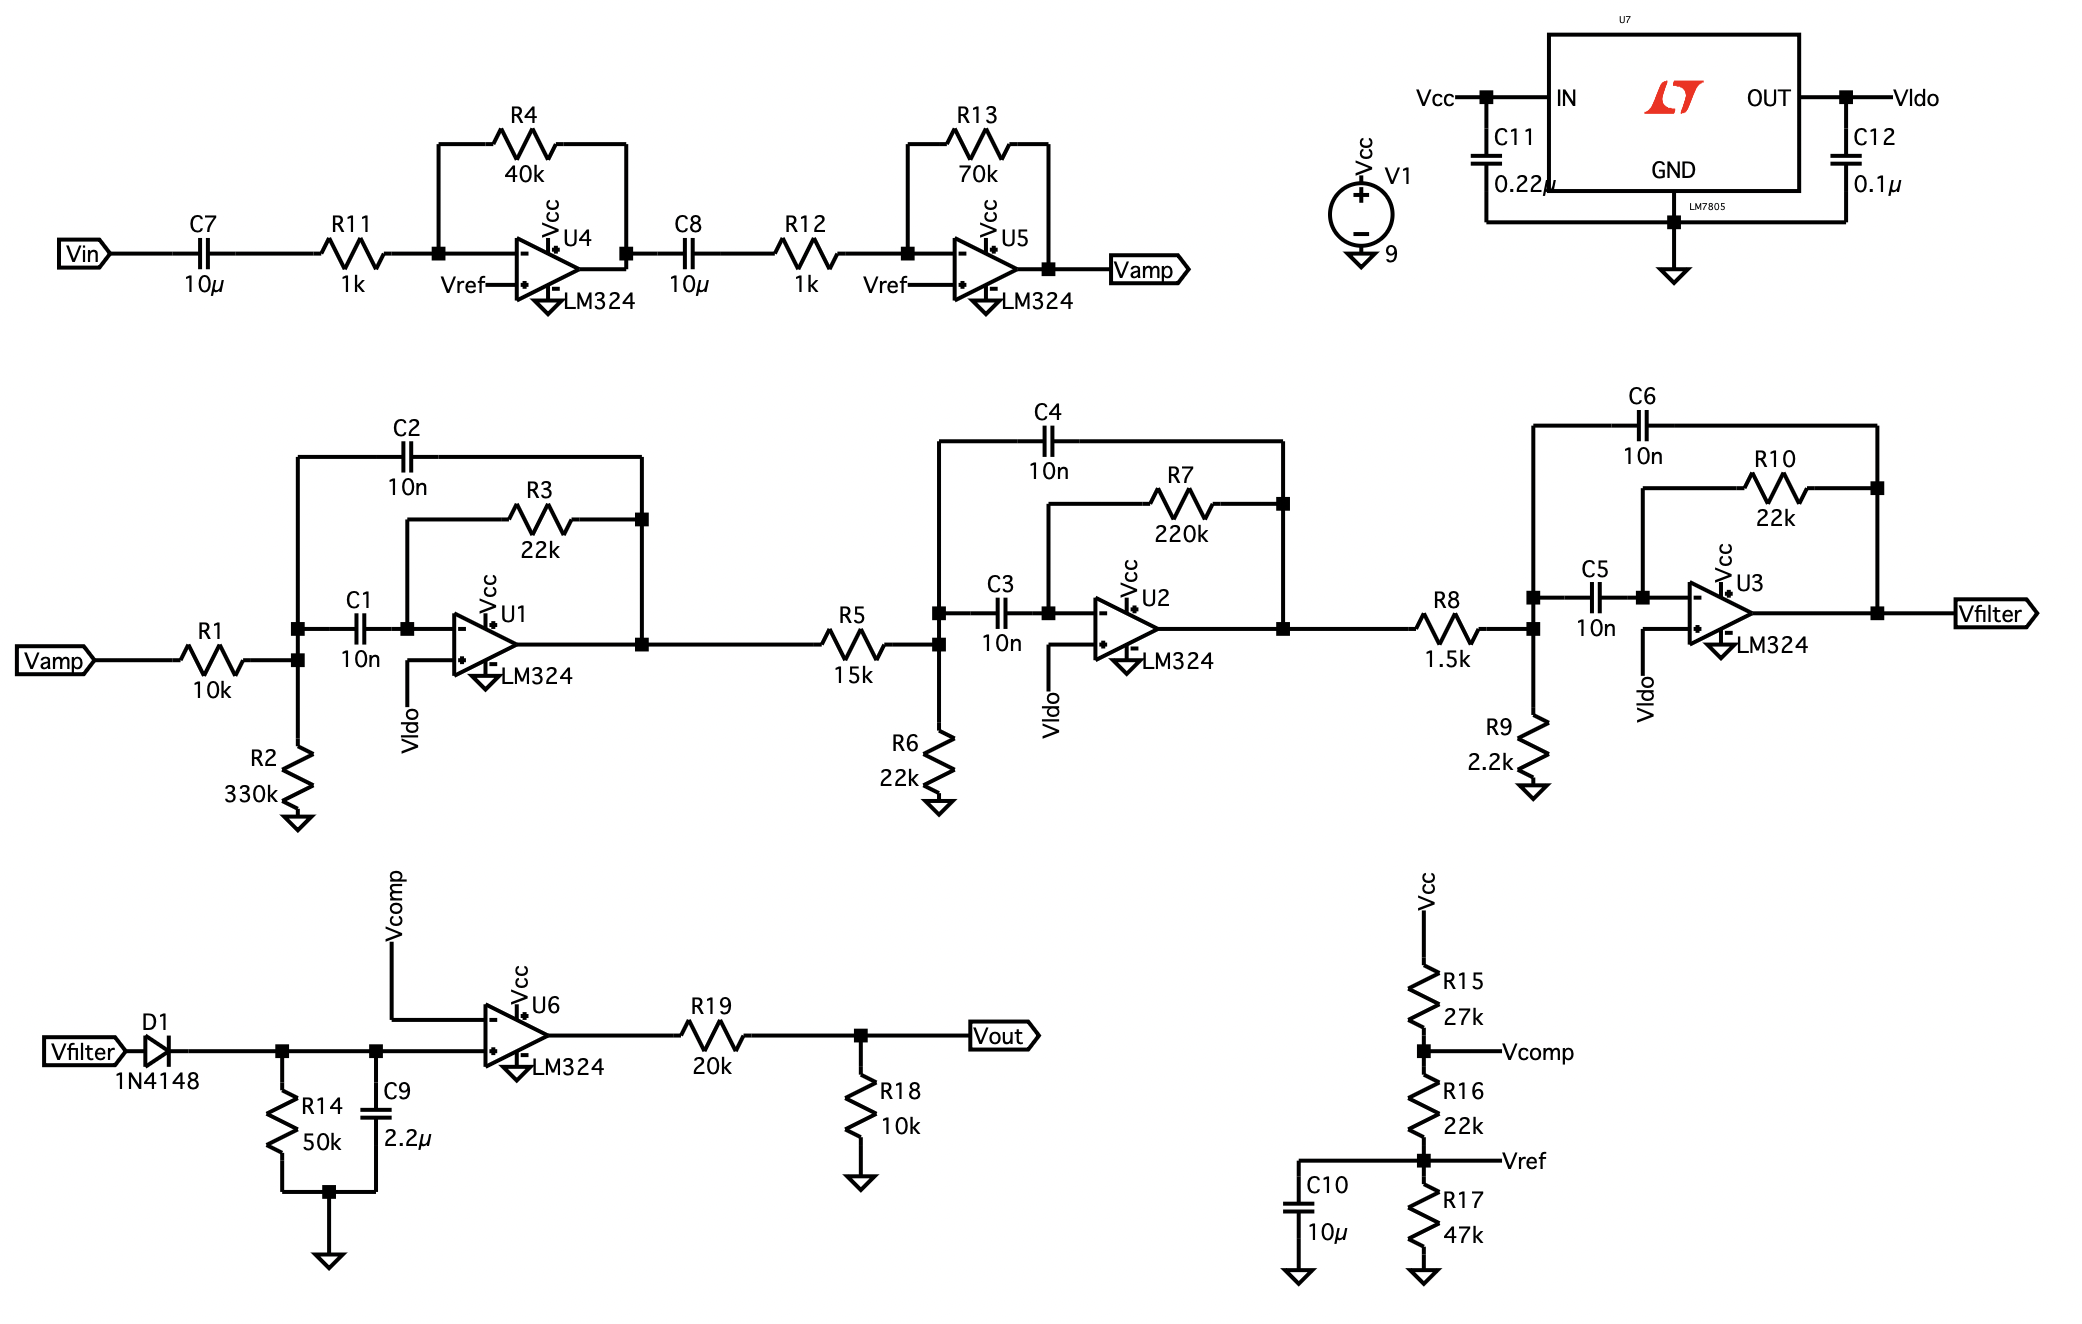 U7
Vcc
IN
OUT
Vldo
C11
0.22µ
GND
C12
0.1µ
LM7805
Vcc
V1
9
R4
40k
R13
70k
Vin
C7
10µ
R11
1k
Vcc
U4
Vref
LM324
C8
10µ
R12
1k
Vcc
U5
Vref
LM324
Vamp
C2
10n
R3
22k
Vamp
R1
10k
C1
10n
Vcc
U1
LM324
Vldo
R2
330k
C4
10n
R7
220k
R5
15k
C3
10n
Vcc
U2
LM324
Vldo
R6
22k
C6
10n
R10
22k
R8
1.5k
C5
10n
Vcc
U3
LM324
Vldo
R9
2.2k
Vfilter
Vcomp
Vfilter
D1
1N4148
R14
50k
C9
2.2µ
Vcc
U6
LM324
R19
20k
Vout
R18
10k
Vcc
R15
27k
Vcomp
R16
22k
Vref
C10
10µ
R17
47k